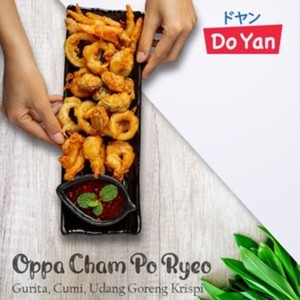 ドヤン
Do Yan
Oppa Cham Po Ryeo
Gurita, Cumi, Udang Goreng Krispi